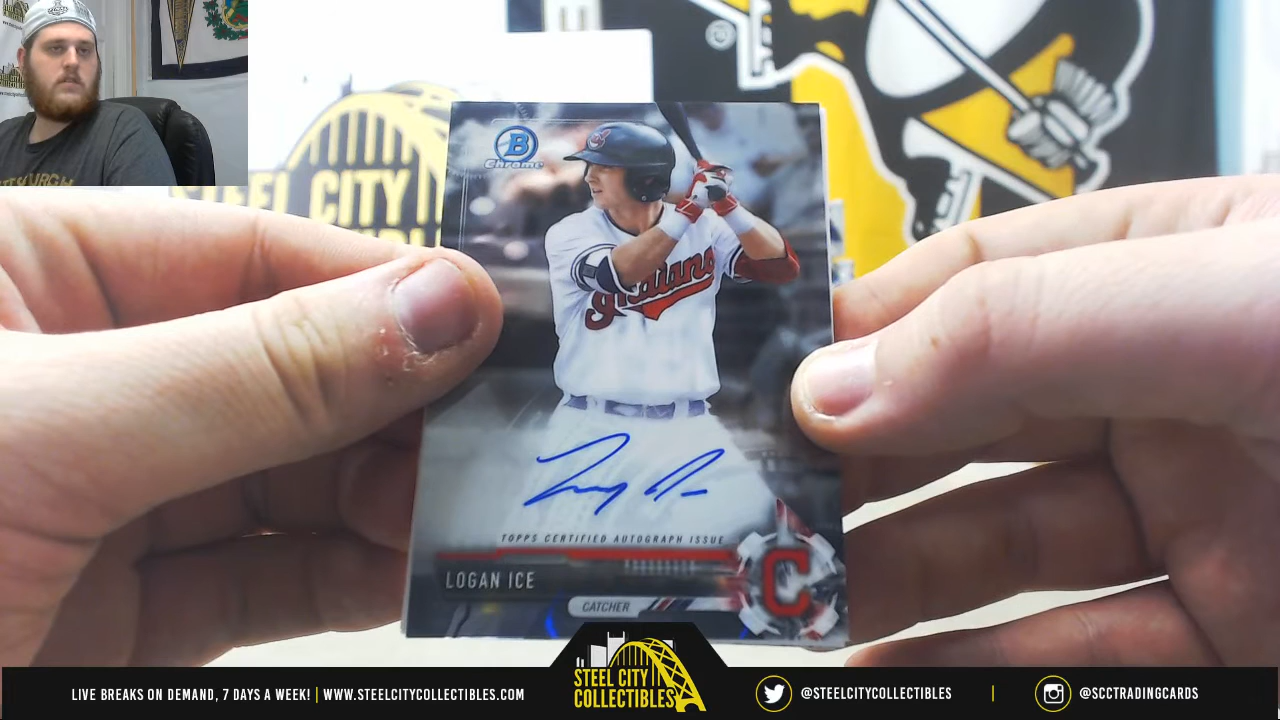 STEEL CITY
B
Chrome
Indians
TOPPS CERTIFIED AUTOGRAPH ISSUE
LOGAN ICE
C
CATCHER
LIVE BREAKS ON DEMAND, 7 DAYS A WEEK! | WWW.STEELCITYCOLLECTIBLES.COM
STEEL CITY
COLLECTIBLES
@STEELCITYCOLLECTIBLES
@SCCTRADINGCARDS